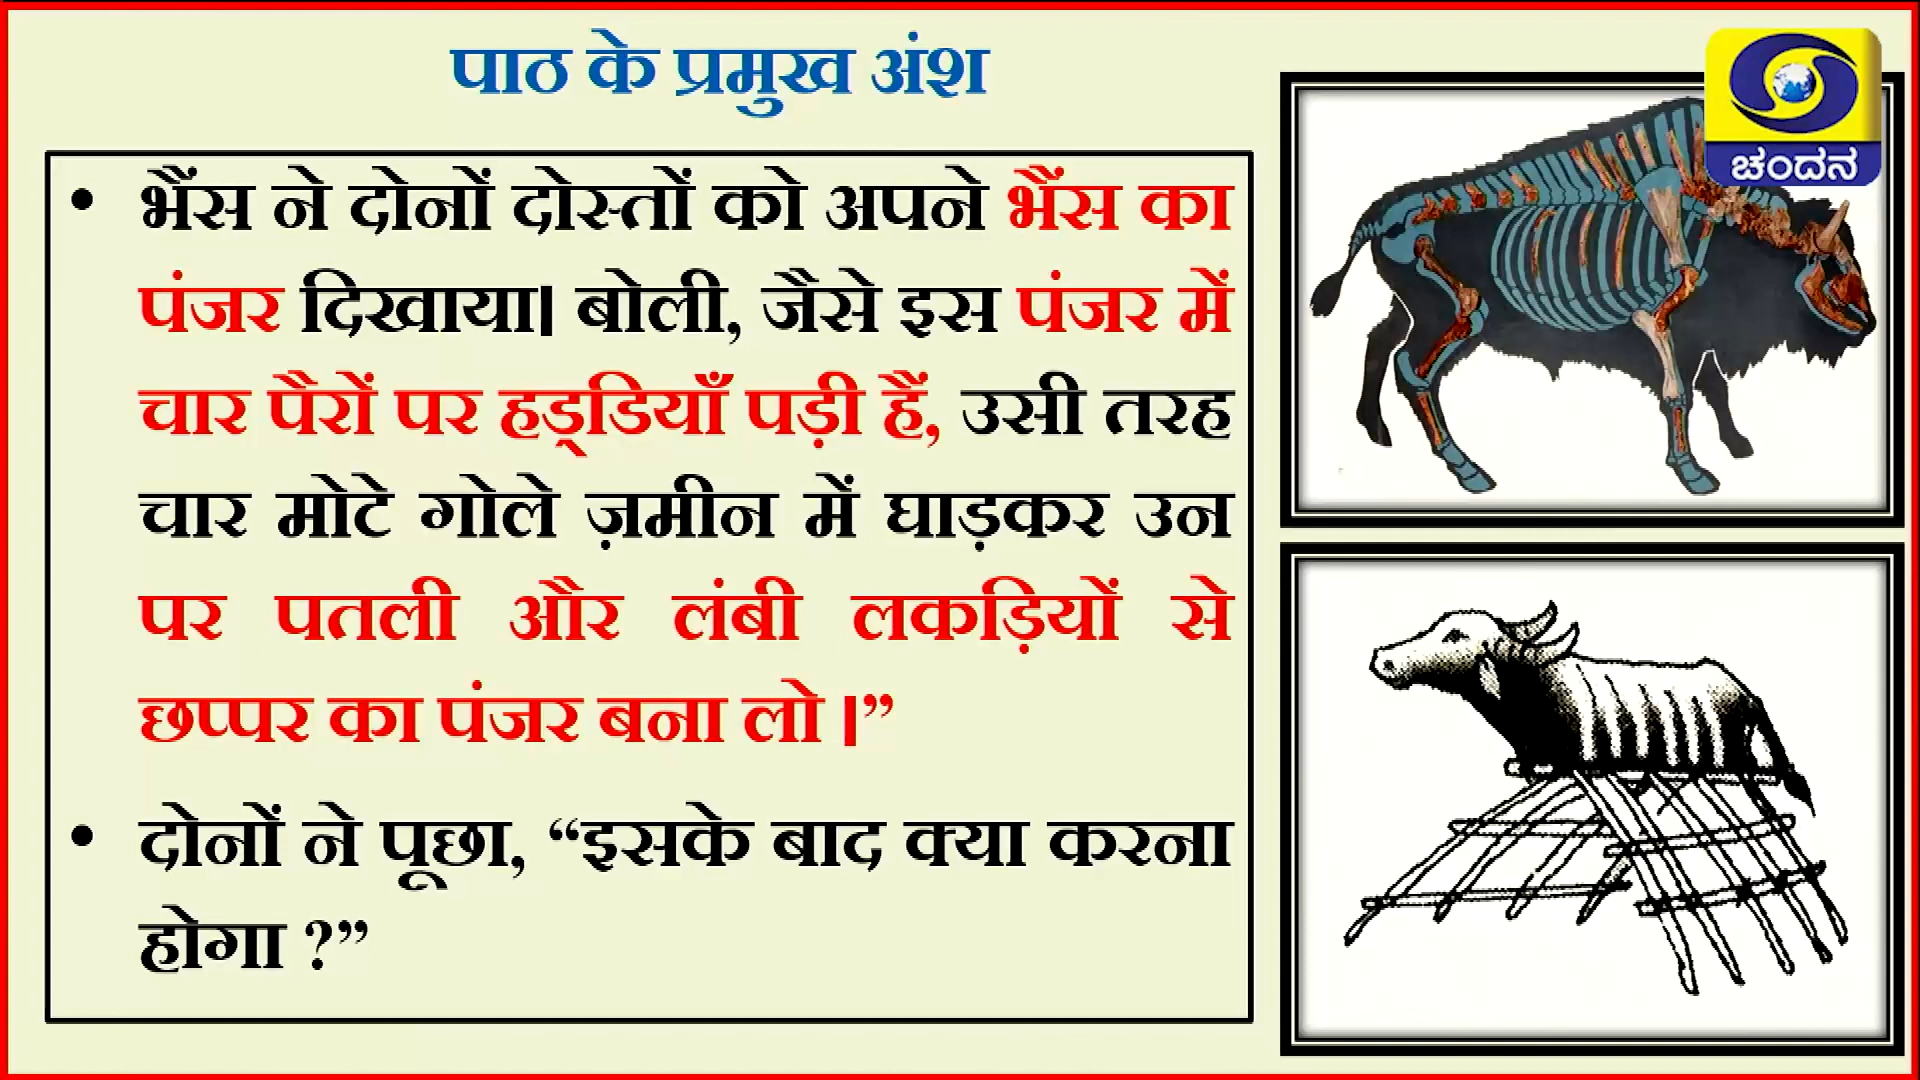 पाठ के प्रमुख अंश
ಚಂದನ
• भैंस ने दोनों दोस्तों को अपने भैंस का
पंजर दिखाया। बोली, जैसे इस पंजर में
चार पैरों पर हड्डियाँ पड़ी हैं, उसी तरह
चार मोटे गोले ज़मीन में घाड़कर उन
पर पतली और लंबी लकड़ियों से
छप्पर का पंजर बना लो ।”
• दोनों ने पूछा, “इसके बाद क्या करना
होगा ?”